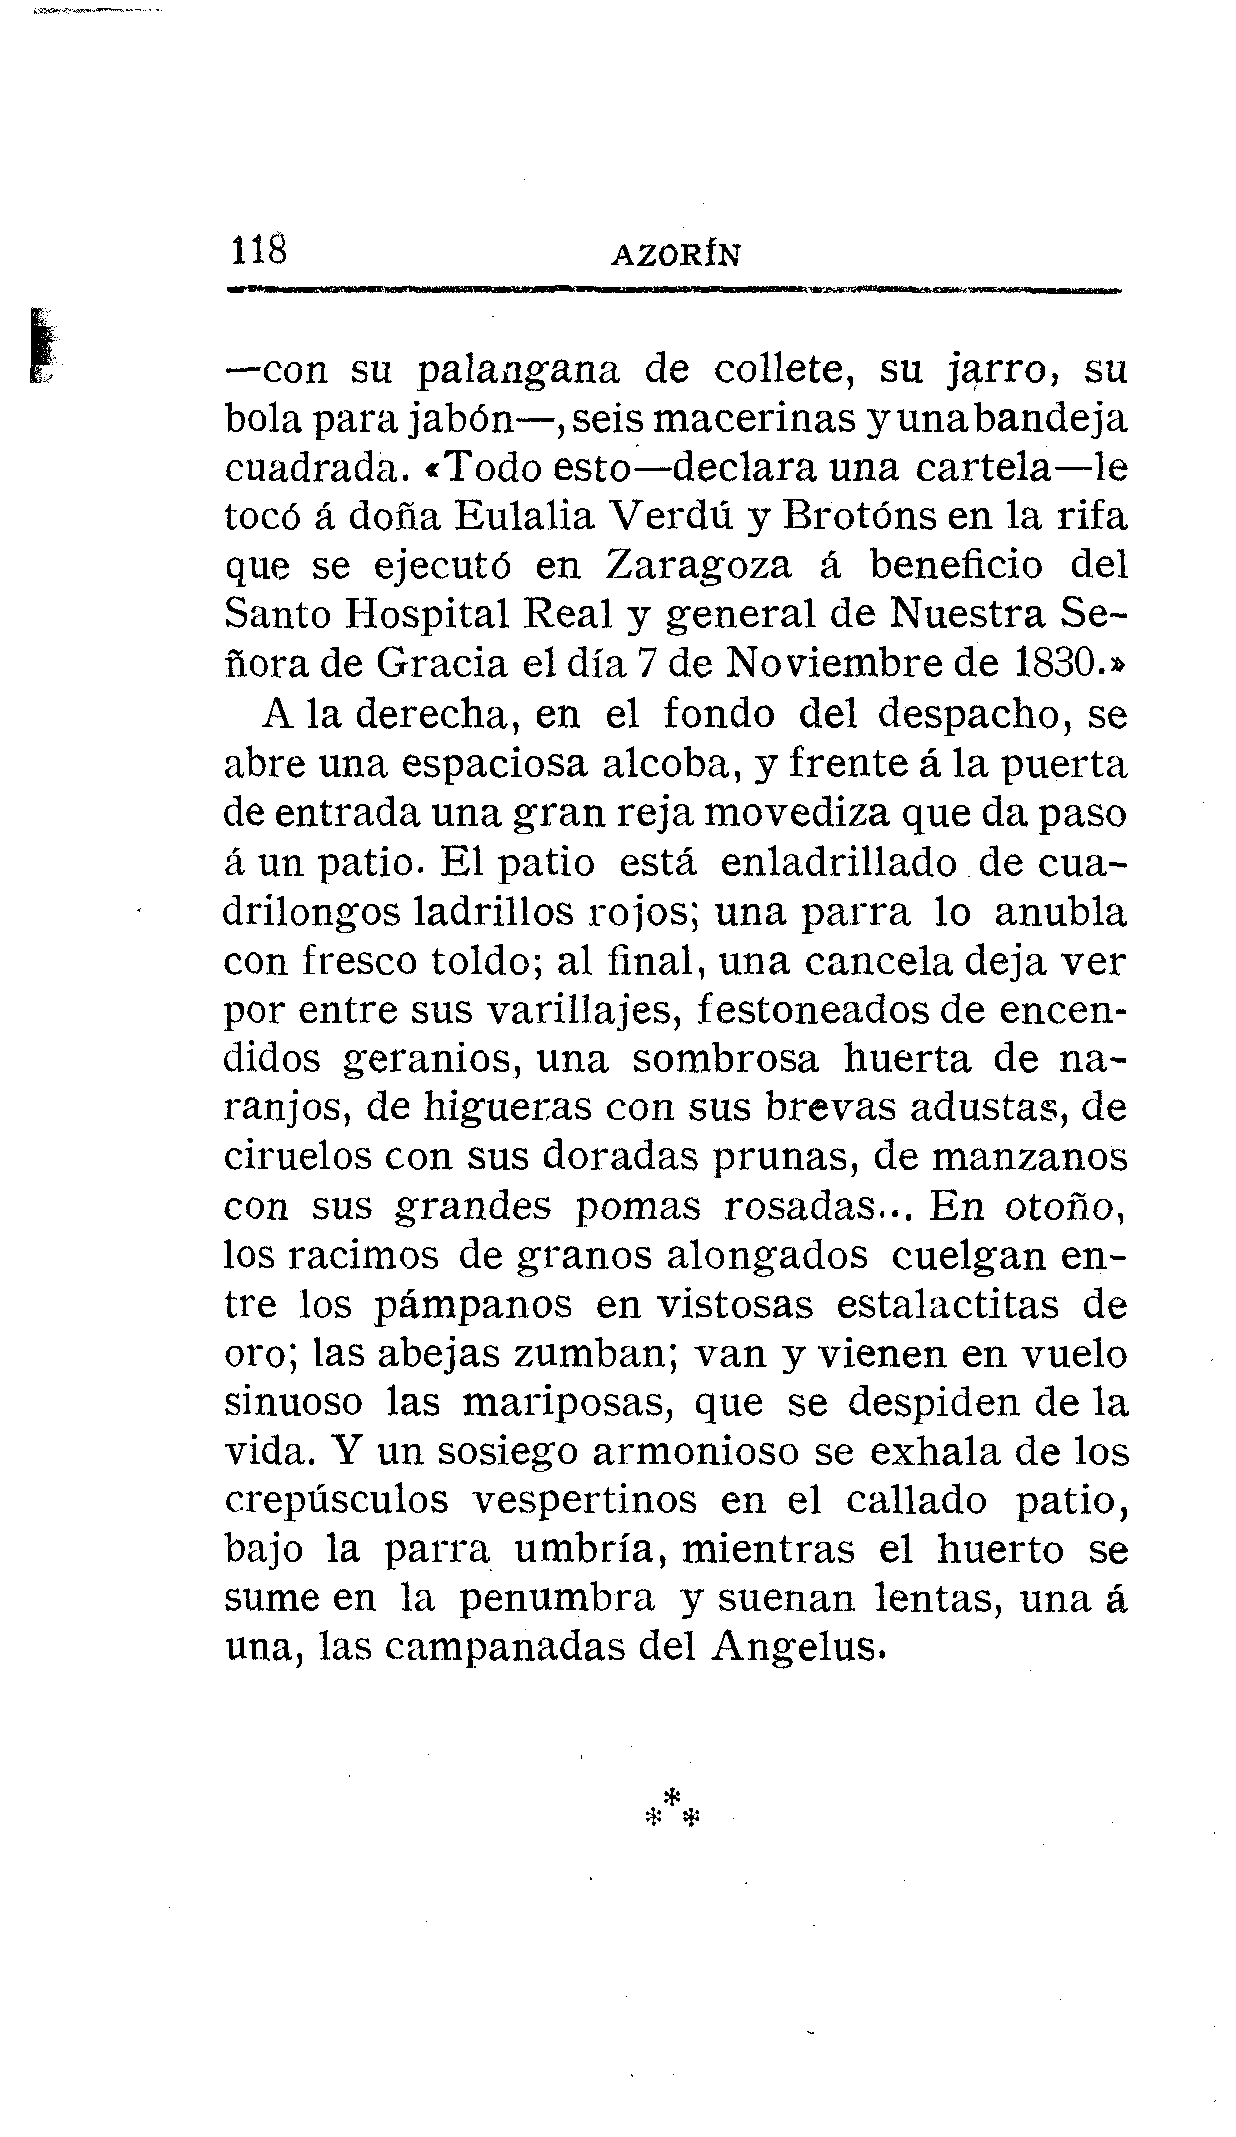 118 AZORÍN
—con su palangana de collete, su jarro, su
bola para jabón—, seis macerinas y una bandeja
cuadrada. «Todo esto—declara una cartela—le
tocó á doña Eulalia Verdú y Brotóns en la rifa
que se ejecutó en Zaragoza á beneficio del
Santo Hospital Real y general de Nuestra Se-
ñora de Gracia el día 7 de Noviembre de 1830.»
A la derecha, en el fondo del despacho, se
abre una espaciosa alcoba, y frente á la puerta
de entrada una gran reja movediza que da paso
á un patio. El patio está enladrillado de cua-
drilongos ladrillos rojos; una parra lo anubla
con fresco toldo; al final, una cancela deja ver
por entre sus varillajes, festoneados de encen-
didos geranios, una sombrosa huerta de na-
ranjos, de higueras con sus brevas adustas, de
ciruelos con sus doradas prunas, de manzanos
con sus grandes pomas rosadas... En otoño,
los racimos de granos alongados cuelgan en-
tre los pámpanos en vistosas estalactitas de
oro; las abejas zumban; van y vienen en vuelo
sinuoso las mariposas, que se despiden de la
vida. Y un sosiego armonioso se exhala de los
crepúsculos vespertinos en el callado patio,
bajo la parra umbría, mientras el huerto se
sume en la penumbra y suenan lentas, una á
una, las campanadas del Angelus.
***